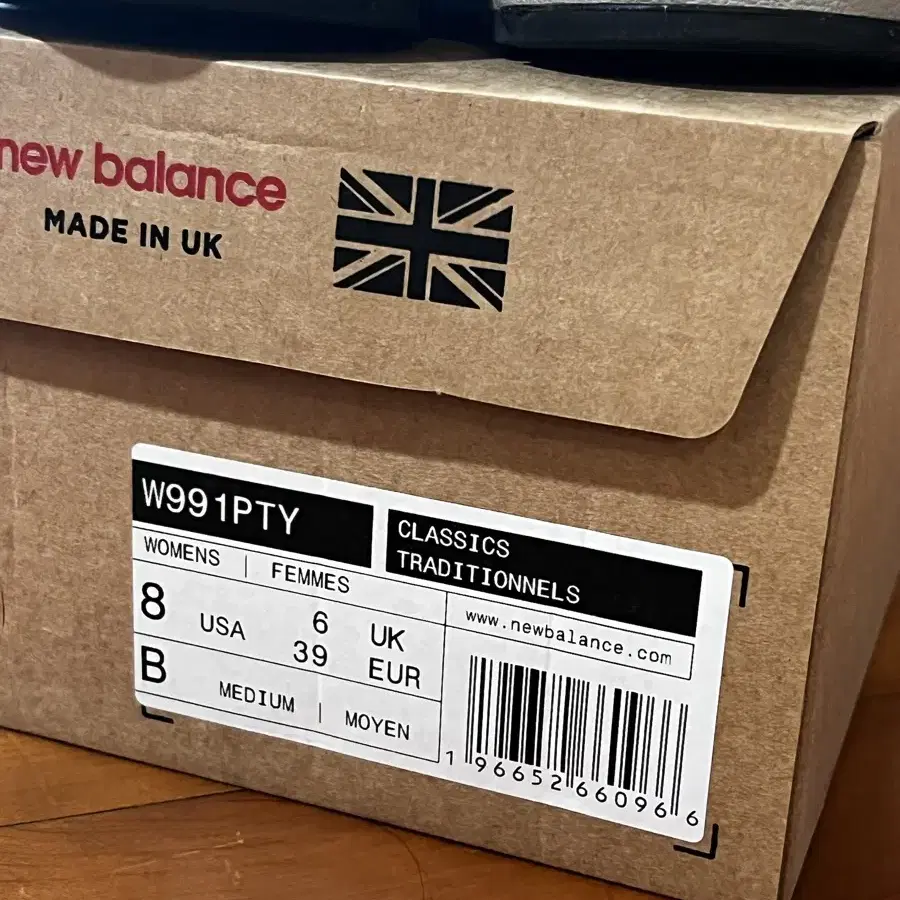 new balance
MADE IN UK
W991PTY
CLASSICS
TRADITIONNELS
WOMENS | FEMMES
8 USA 6 UK
39 EUR
B MEDIUM | MOYEN
www.newbalance.com
1 96652 66096 6